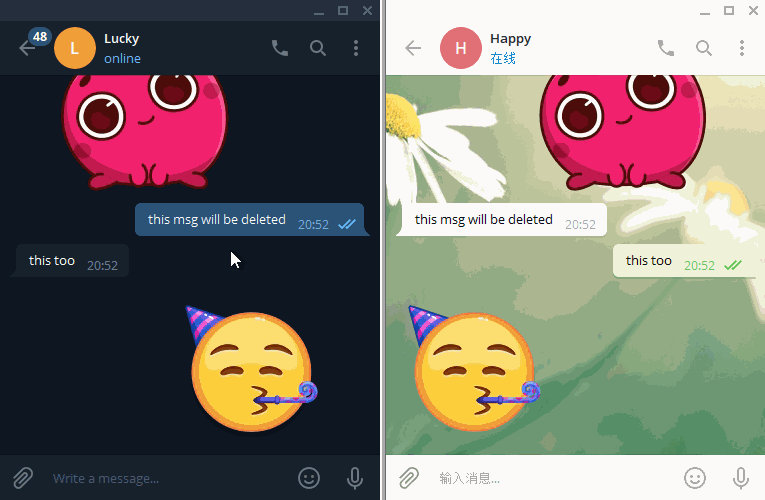 48
L
Lucky
online
this msg will be deleted 20:52
this too 20:52
Write a message...
H
Happy
在线
this msg will be deleted 20:52
this too 20:52
输入消息...